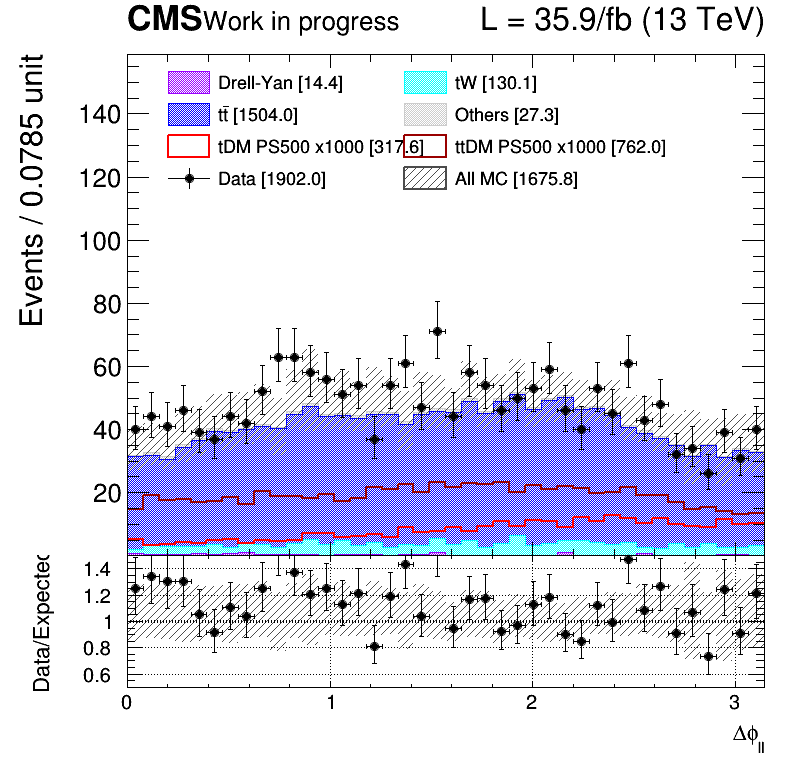 CMS Work in progress L = 35.9/fb (13 TeV)
Events / 0.0785 unit
Drell-Yan [14.4] tW [130.1]
tt̄ [1504.0] Others [27.3]
tDM PS500 x1000 [317.6] ttDM PS500 x1000 [762.0]
Data [1902.0] All MC [1675.8]
140
120
100
80
60
40
20
Data/Expected
1.4
1.2
1
0.8
0.6
0 1 2 3
Δϕll